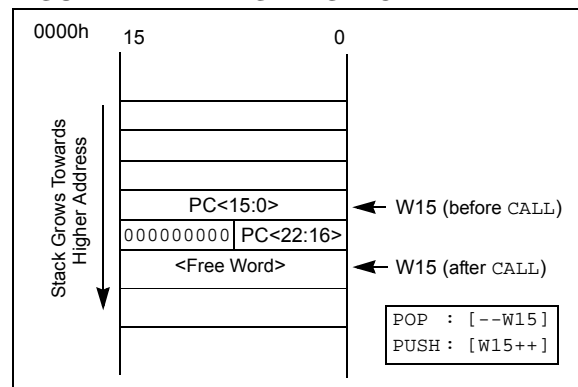 0000h
15 0
Stack Grows Towards
Higher Address
PC<15:0>
W15 (before CALL)
000000000 PC<22:16>
<Free Word>
W15 (after CALL)
POP : [--W15]
PUSH : [W15++]